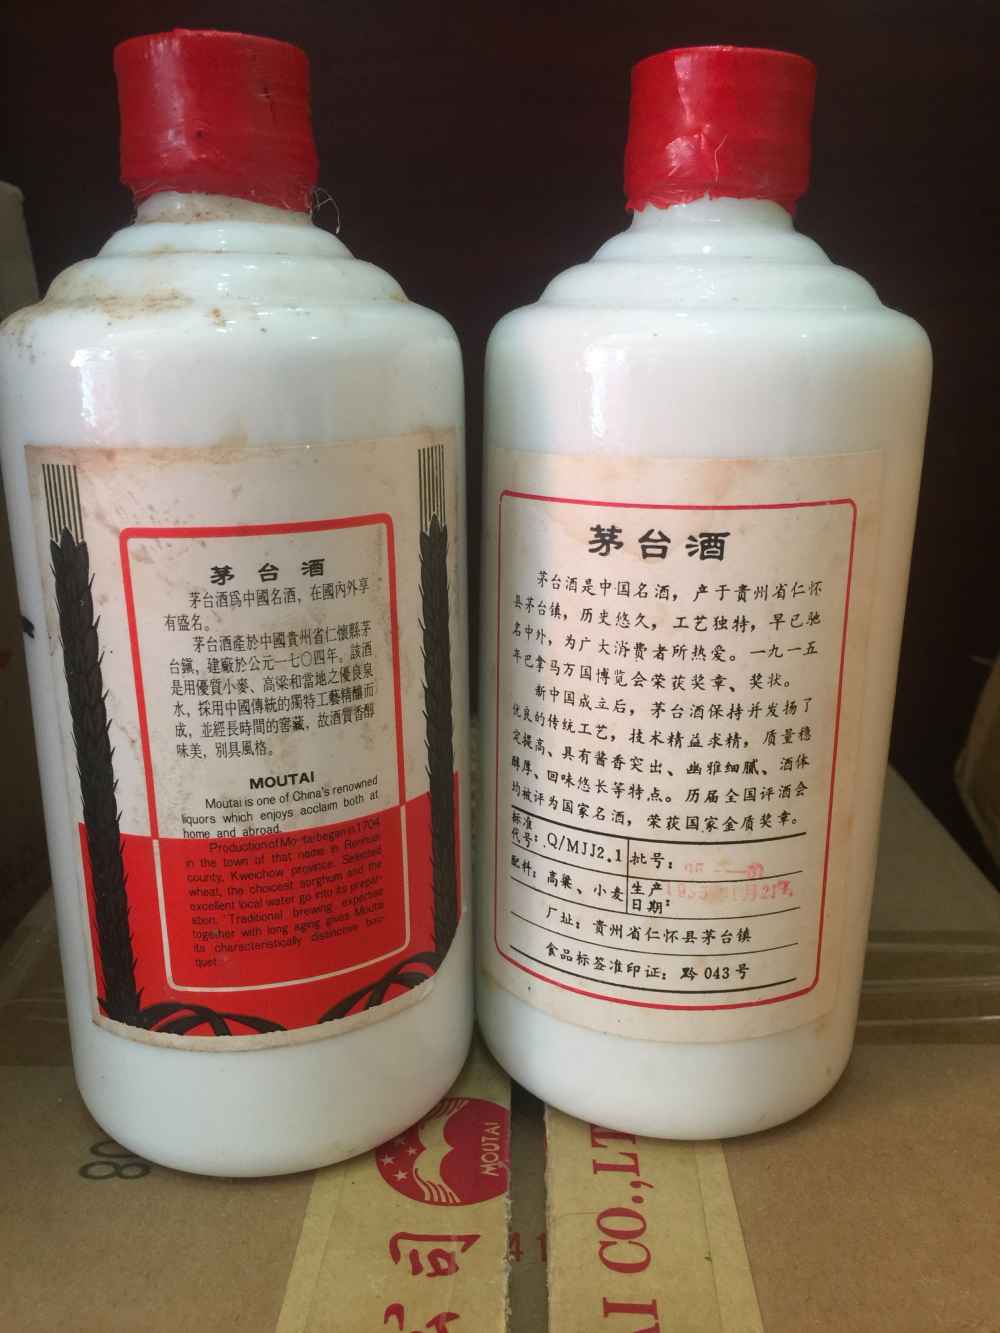 茅台酒
茅台酒爲中國名酒，在國內外享
有盛名。
茅台酒產於中國貴州省仁懷縣茅
台鎭，建廠於公元一七〇四年。該酒
是用優質小麥、高梁和當地之優良泉
水，採用中國傳統的獨特工藝精釀而
成，並經長時間的窖藏，故酒質香醇
味美，別具風格。
MOUTAI
Moutai is one of China's renowned
liquors which enjoys acclaim both at
home and abroad.
Production of Mo-tai began in 1704
in the town of that name in Renhuai
county, Kweichow province. Selected
wheat, the choicest sorghum and the
excellent local water go into its prepar-
ation. Traditional brewing expertise
together with long aging gives Moutai
its characteristically distinctive bou-
quet.
茅台酒
茅台酒是中国名酒，产于贵州省仁怀
县茅台镇，历史悠久，工艺独特，早已驰
名中外，为广大消费者所热爱。一九一五
年巴拿马万国博览会荣获奖章、奖状。
新中国成立后，茅台酒保持并发扬了
优良的传统工艺，技术精益求精，质量稳
定提高、具有酱香突出、幽雅细腻、酒体
醇厚、回味悠长等特点。历届全国评酒会
均被评为国家名酒，荣获国家金质奖章。
标准
代号：Q/MJJ2.1
批号：
配料：高粱、小麦
生产
日期：
厂址：贵州省仁怀县茅台镇
食品标签准印证：黔 043 号
MOUTAI
司
AI CO.,LT